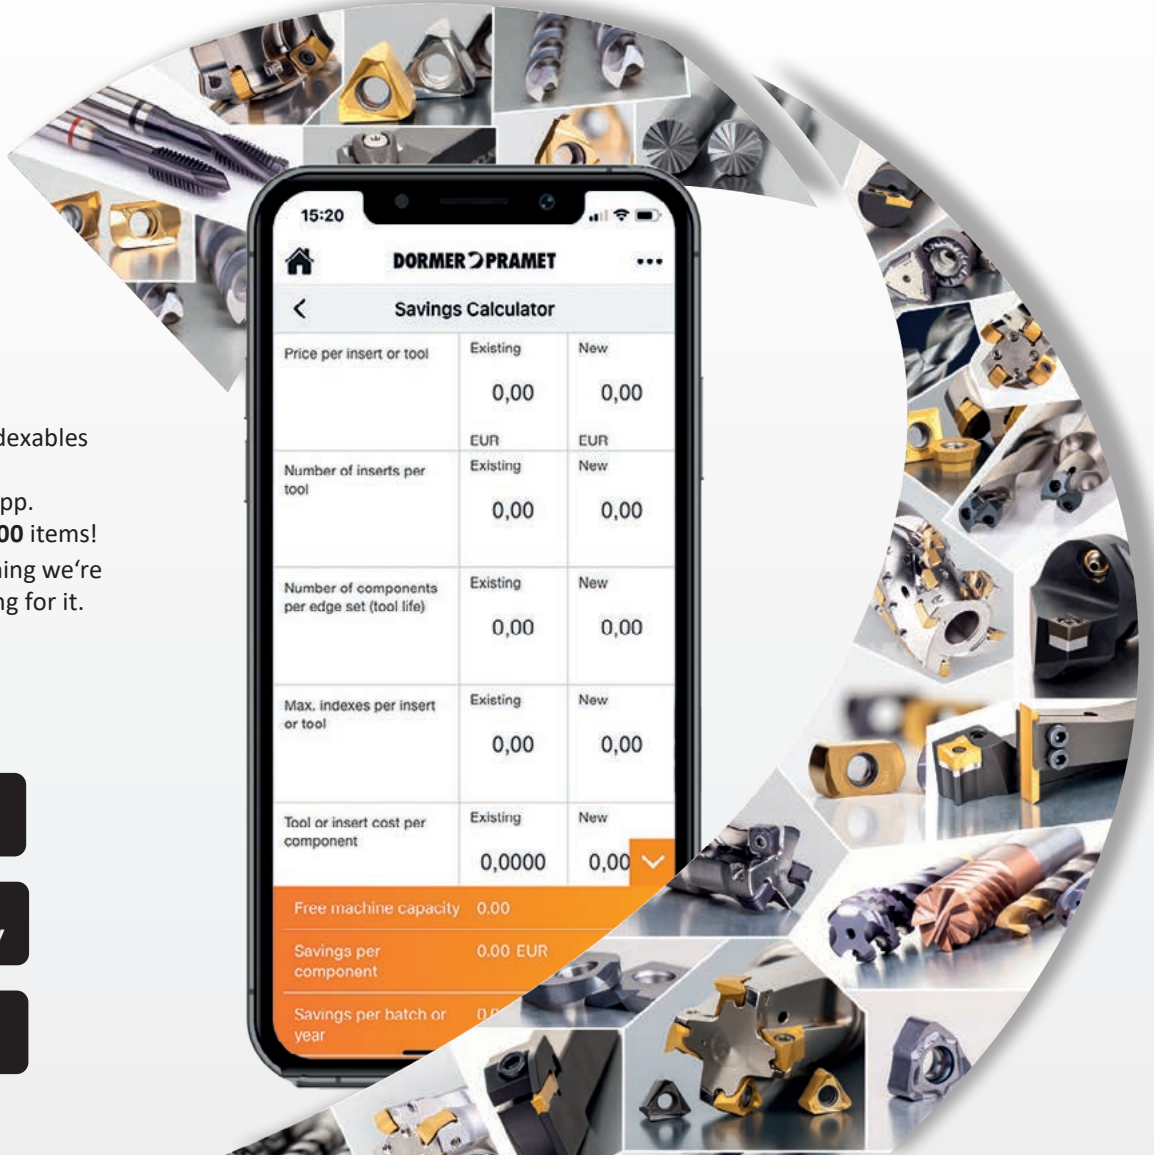 15:20
DORMER PRAMET
Savings Calculator
Price per insert or tool
Existing
0,00
EUR
New
0,00
EUR
Number of inserts per
tool
Existing
0,00
New
0,00
Number of components
per edge set (tool life)
Existing
0,00
New
0,00
Max. indexes per insert
or tool
Existing
0,00
New
0,00
Tool or insert cost per
component
Existing
0,0000
New
0,00
Free machine capacity 0.00
Savings per
component
0.00 EUR
Savings per batch or
year
dexables
pp.
00 items!
ning we‘re
ng for it.